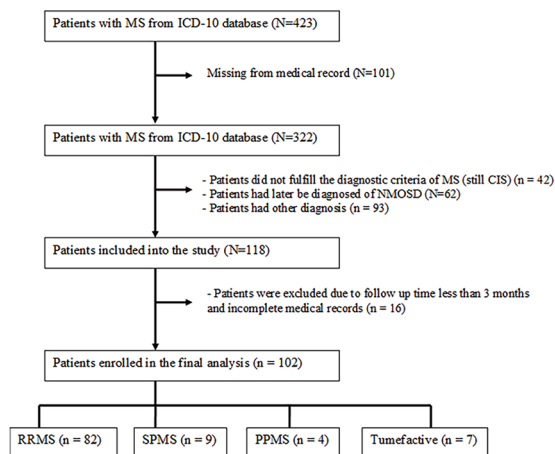 Patients with MS from ICD-10 database (N=423)
Missing from medical record (N=101)
Patients with MS from ICD-10 database (N=322)
- Patients did not fulfill the diagnostic criteria of MS (still CIS) (n = 42)
- Patients had later be diagnosed of NMOSD (N=62)
- Patients had other diagnosis (n = 93)
Patients included into the study (N=118)
- Patients were excluded due to follow up time less than 3 months
and incomplete medical records (n = 16)
Patients enrolled in the final analysis (n = 102)
RRMS (n = 82)
SPMS (n = 9)
PPMS (n = 4)
Tumefactive (n = 7)